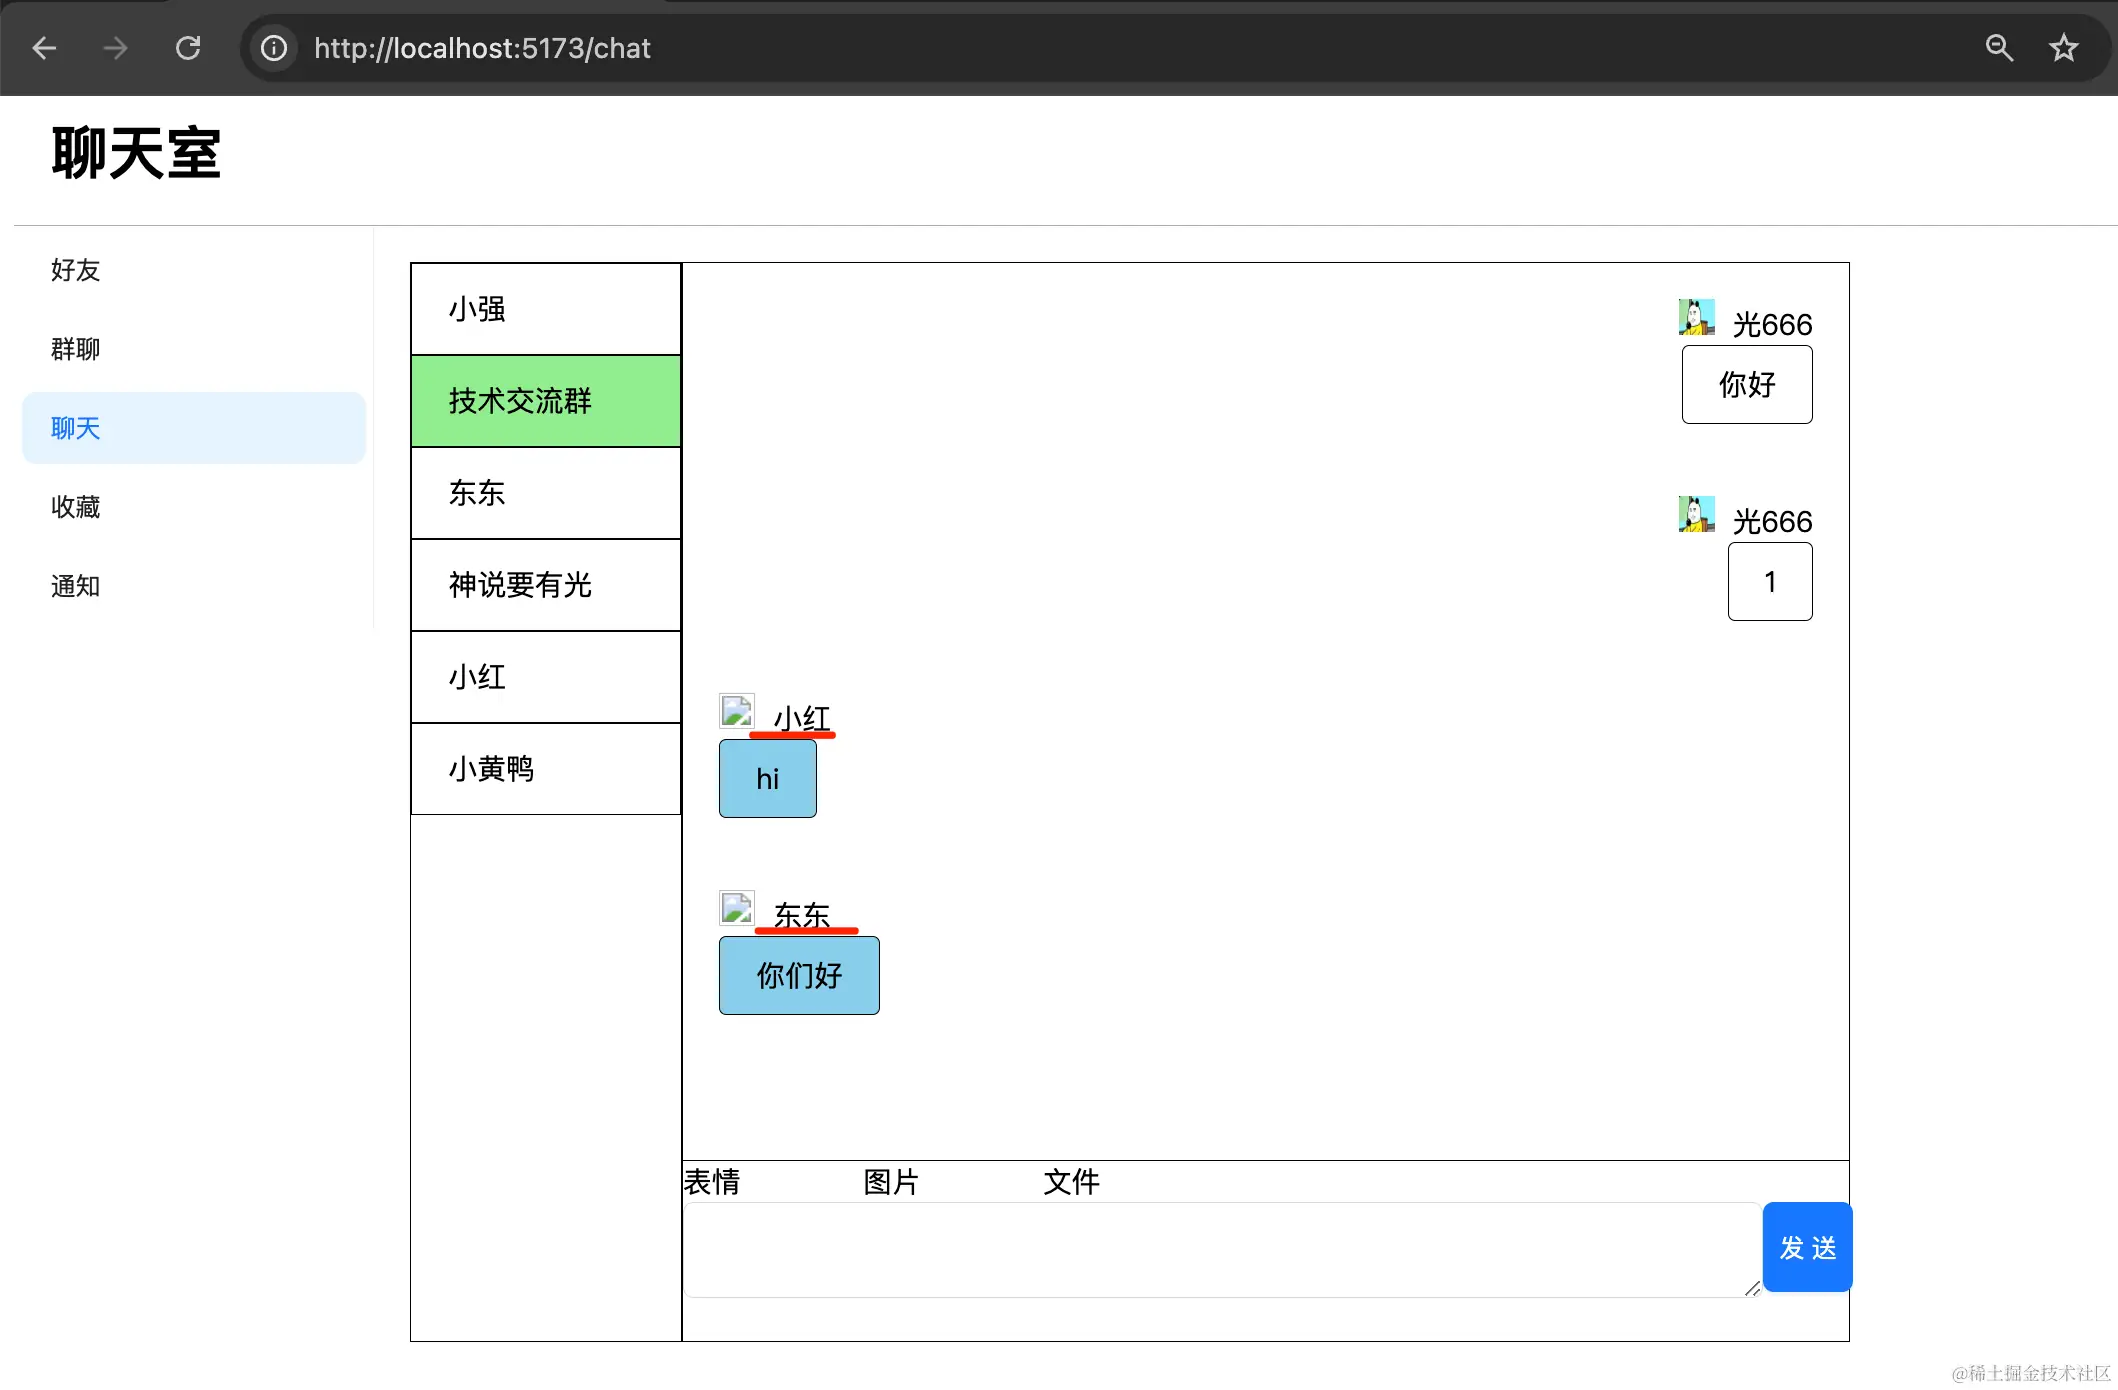 http://localhost:5173/chat
聊天室
好友
群聊
聊天
收藏
通知
小强
技术交流群
东东
神说要有光
小红
小黄鸭
光666
你好
光666
1
小红
hi
东东
你们好
表情 图片 文件
发 送
@稀土掘金技术社区